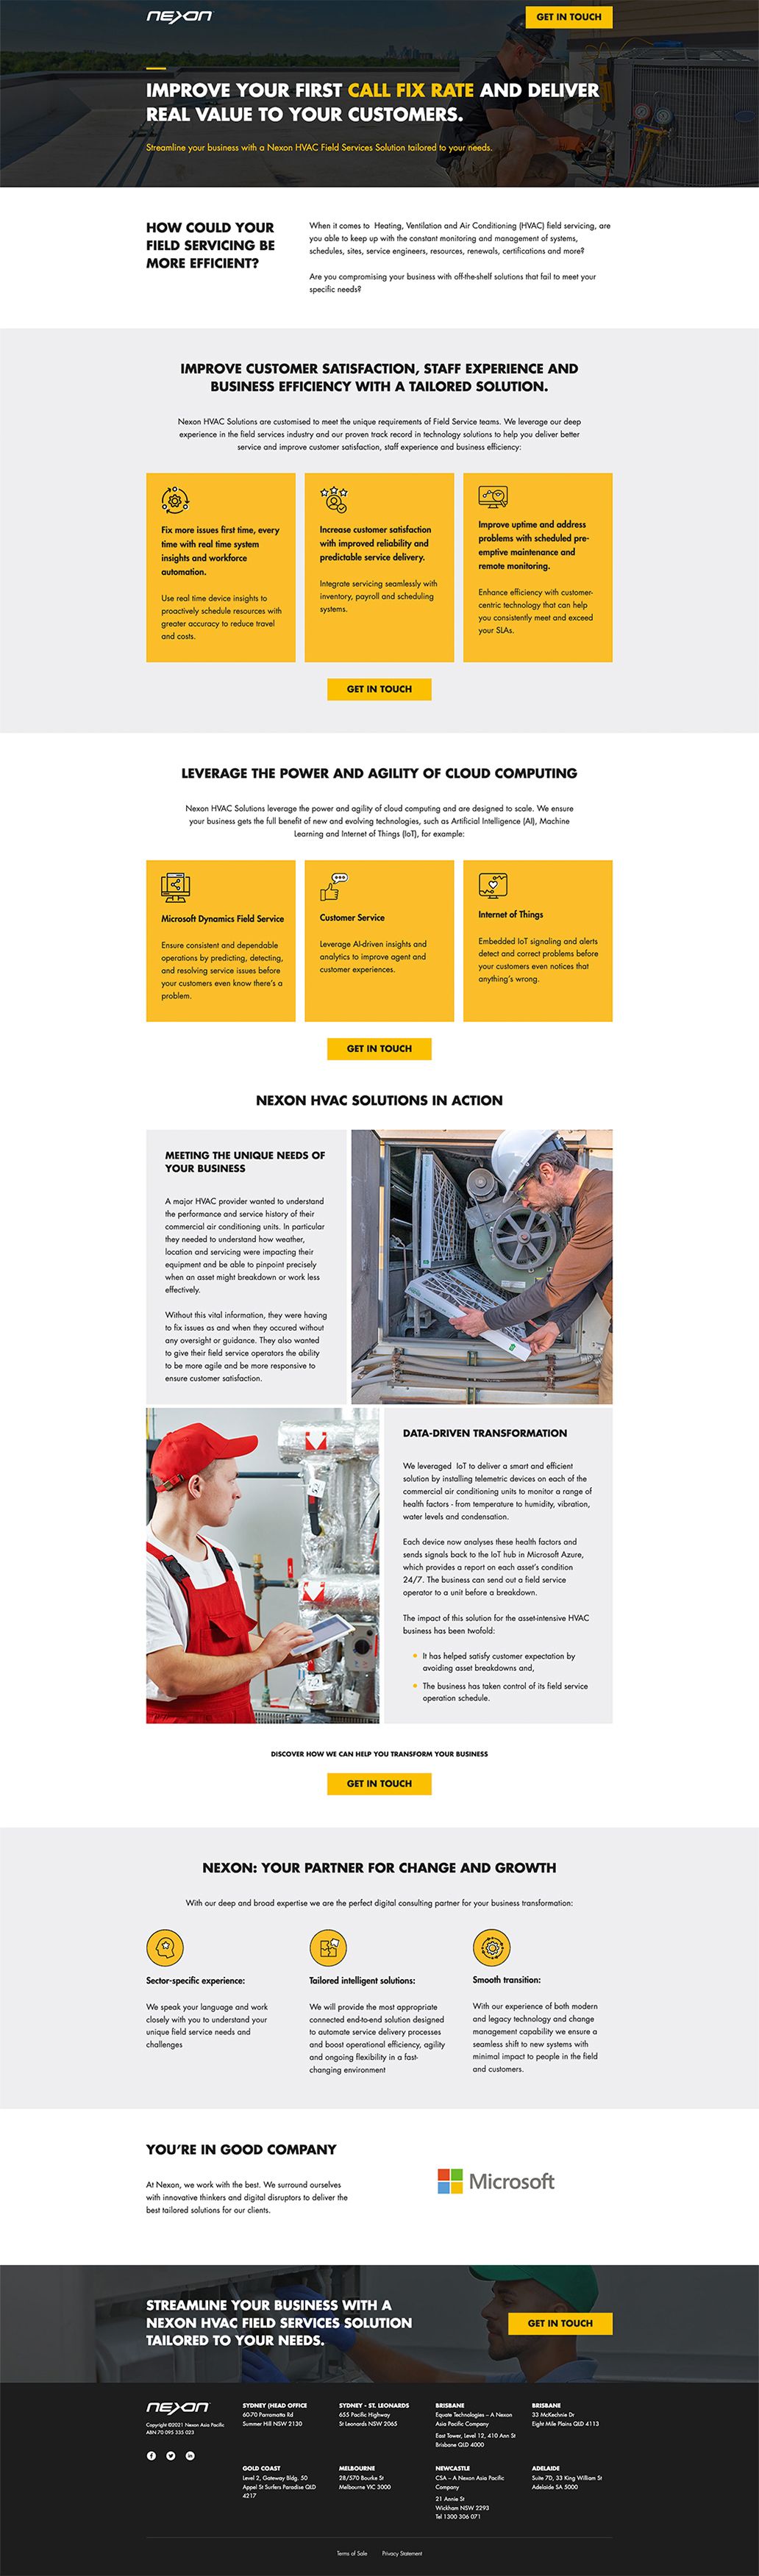 nexon
GET IN TOUCH
IMPROVE YOUR FIRST CALL FIX RATE AND DELIVER
REAL VALUE TO YOUR CUSTOMERS.
Streamline your business with a Nexon HVAC Field Services Solution tailored to your needs.
HOW COULD YOUR
FIELD SERVICING BE
MORE EFFICIENT?
When it comes to Heating, Ventilation and Air Conditioning (HVAC) field servicing, are
you able to keep up with the constant monitoring and management of systems,
schedules, sites, service engineers, resources, renewals, certifications and more?
Are you compromising your business with off-the-shelf solutions that fail to meet your
specific needs?
IMPROVE CUSTOMER SATISFACTION, STAFF EXPERIENCE AND
BUSINESS EFFICIENCY WITH A TAILORED SOLUTION.
Nexon HVAC Solutions are customised to meet the unique requirements of Field Service teams. We leverage our deep
experience in the field services industry and our proven track record in technology solutions to help you deliver better
service and improve customer satisfaction, staff experience and business efficiency:
Fix more issues first time, every
time with real time system
insights and workforce
automation.
Use real time device insights to
proactively schedule resources with
greater accuracy to reduce travel
and costs.
Increase customer satisfaction
with improved reliability and
predictable service delivery.
Integrate servicing seamlessly with
inventory, payroll and scheduling
systems.
Improve uptime and address
problems with scheduled pre-
emptive maintenance and
remote monitoring.
Enhance efficiency with customer-
centric technology that can help
you consistently meet and exceed
your SLAs.
GET IN TOUCH
LEVERAGE THE POWER AND AGILITY OF CLOUD COMPUTING
Nexon HVAC Solutions leverage the power and agility of cloud computing and are designed to scale. We ensure
your business gets the full benefit of new and evolving technologies, such as Artificial Intelligence (AI), Machine
Learning and Internet of Things (IoT), for example:
Microsoft Dynamics Field Service
Ensure consistent and dependable
operations by predicting, detecting,
and resolving service issues before
your customers even know there's a
problem.
Customer Service
Leverage AI-driven insights and
analytics to improve agent and
customer experiences.
Internet of Things
Embedded IoT signaling and alerts
detect and correct problems before
your customers even notices that
anything's wrong.
GET IN TOUCH
NEXON HVAC SOLUTIONS IN ACTION
MEETING THE UNIQUE NEEDS OF
YOUR BUSINESS
A major HVAC provider wanted to understand
the performance and service history of their
commercial air conditioning units. In particular
they needed to understand how weather,
location and servicing were impacting their
equipment and be able to pinpoint precisely
when an asset might breakdown or work less
effectively.
Without this vital information, they were having
to fix issues as and when they occured without
any oversight or guidance. They also wanted
to give their field service operators the ability
to be more agile and be more responsive to
ensure customer satisfaction.
DATA-DRIVEN TRANSFORMATION
We leveraged IoT to deliver a smart and efficient
solution by installing telemetric devices on each of the
commercial air conditioning units to monitor a range of
health factors - from temperature to humidity, vibration,
water levels and condensation.
Each device now analyses these health factors and
sends signals back to the IoT hub in Microsoft Azure,
which provides a report on each asset's condition
24/7. The business can send out a field service
operator to a unit before a breakdown.
The impact of this solution for the asset-intensive HVAC
business has been twofold:
It has helped satisfy customer expectation by
avoiding asset breakdowns and,
The business has taken control of its field service
operation schedule.
DISCOVER HOW WE CAN HELP YOU TRANSFORM YOUR BUSINESS
GET IN TOUCH
NEXON: YOUR PARTNER FOR CHANGE AND GROWTH
With our deep and broad expertise we are the perfect digital consulting partner for your business transformation:
Sector-specific experience:
We speak your language and work
closely with you to understand your
unique field service needs and
challenges
Tailored intelligent solutions:
We will provide the most appropriate
connected end-to-end solution designed
to automate service delivery processes
and boost operational efficiency, agility
and ongoing flexibility in a fast-
changing environment
Smooth transition:
With our experience of both modern
and legacy technology and change
management capability we ensure a
seamless shift to new systems with
minimal impact to people in the field
and customers.
YOU'RE IN GOOD COMPANY
At Nexon, we work with the best. We surround ourselves
with innovative thinkers and digital disruptors to deliver the
best tailored solutions for our clients.
Microsoft
STREAMLINE YOUR BUSINESS WITH A
NEXON HVAC FIELD SERVICES SOLUTION
TAILORED TO YOUR NEEDS.
GET IN TOUCH
nexon
Copyright ©2021 Nexon Asia Pacific
ABN 70 095 335 023
SYDNEY (HEAD OFFICE
60-70 Parramatta Rd
Summer Hill NSW 2130
SYDNEY - ST. LEONARDS
655 Pacific Highway
St Leonards NSW 2065
BRISBANE
Equate Technologies – A Nexon
Asia Pacific Company
East Tower, Level 12, 410 Ann St
Brisbane QLD 4000
BRISBANE
33 McKechnie Dr
Eight Mile Plains QLD 4113
GOLD COAST
Level 2, Gateway Bldg. 50
Appel St Surfers Paradise QLD
4217
MELBOURNE
28/570 Bourke St
Melbourne VIC 3000
NEWCASTLE
CSA – A Nexon Asia Pacific
Company
21 Annie St
Wickham NSW 2293
Tel 1300 306 071
ADELAIDE
Suite 7D, 33 King William St
Adelaide SA 5000
Terms of Sale
Privacy Statement